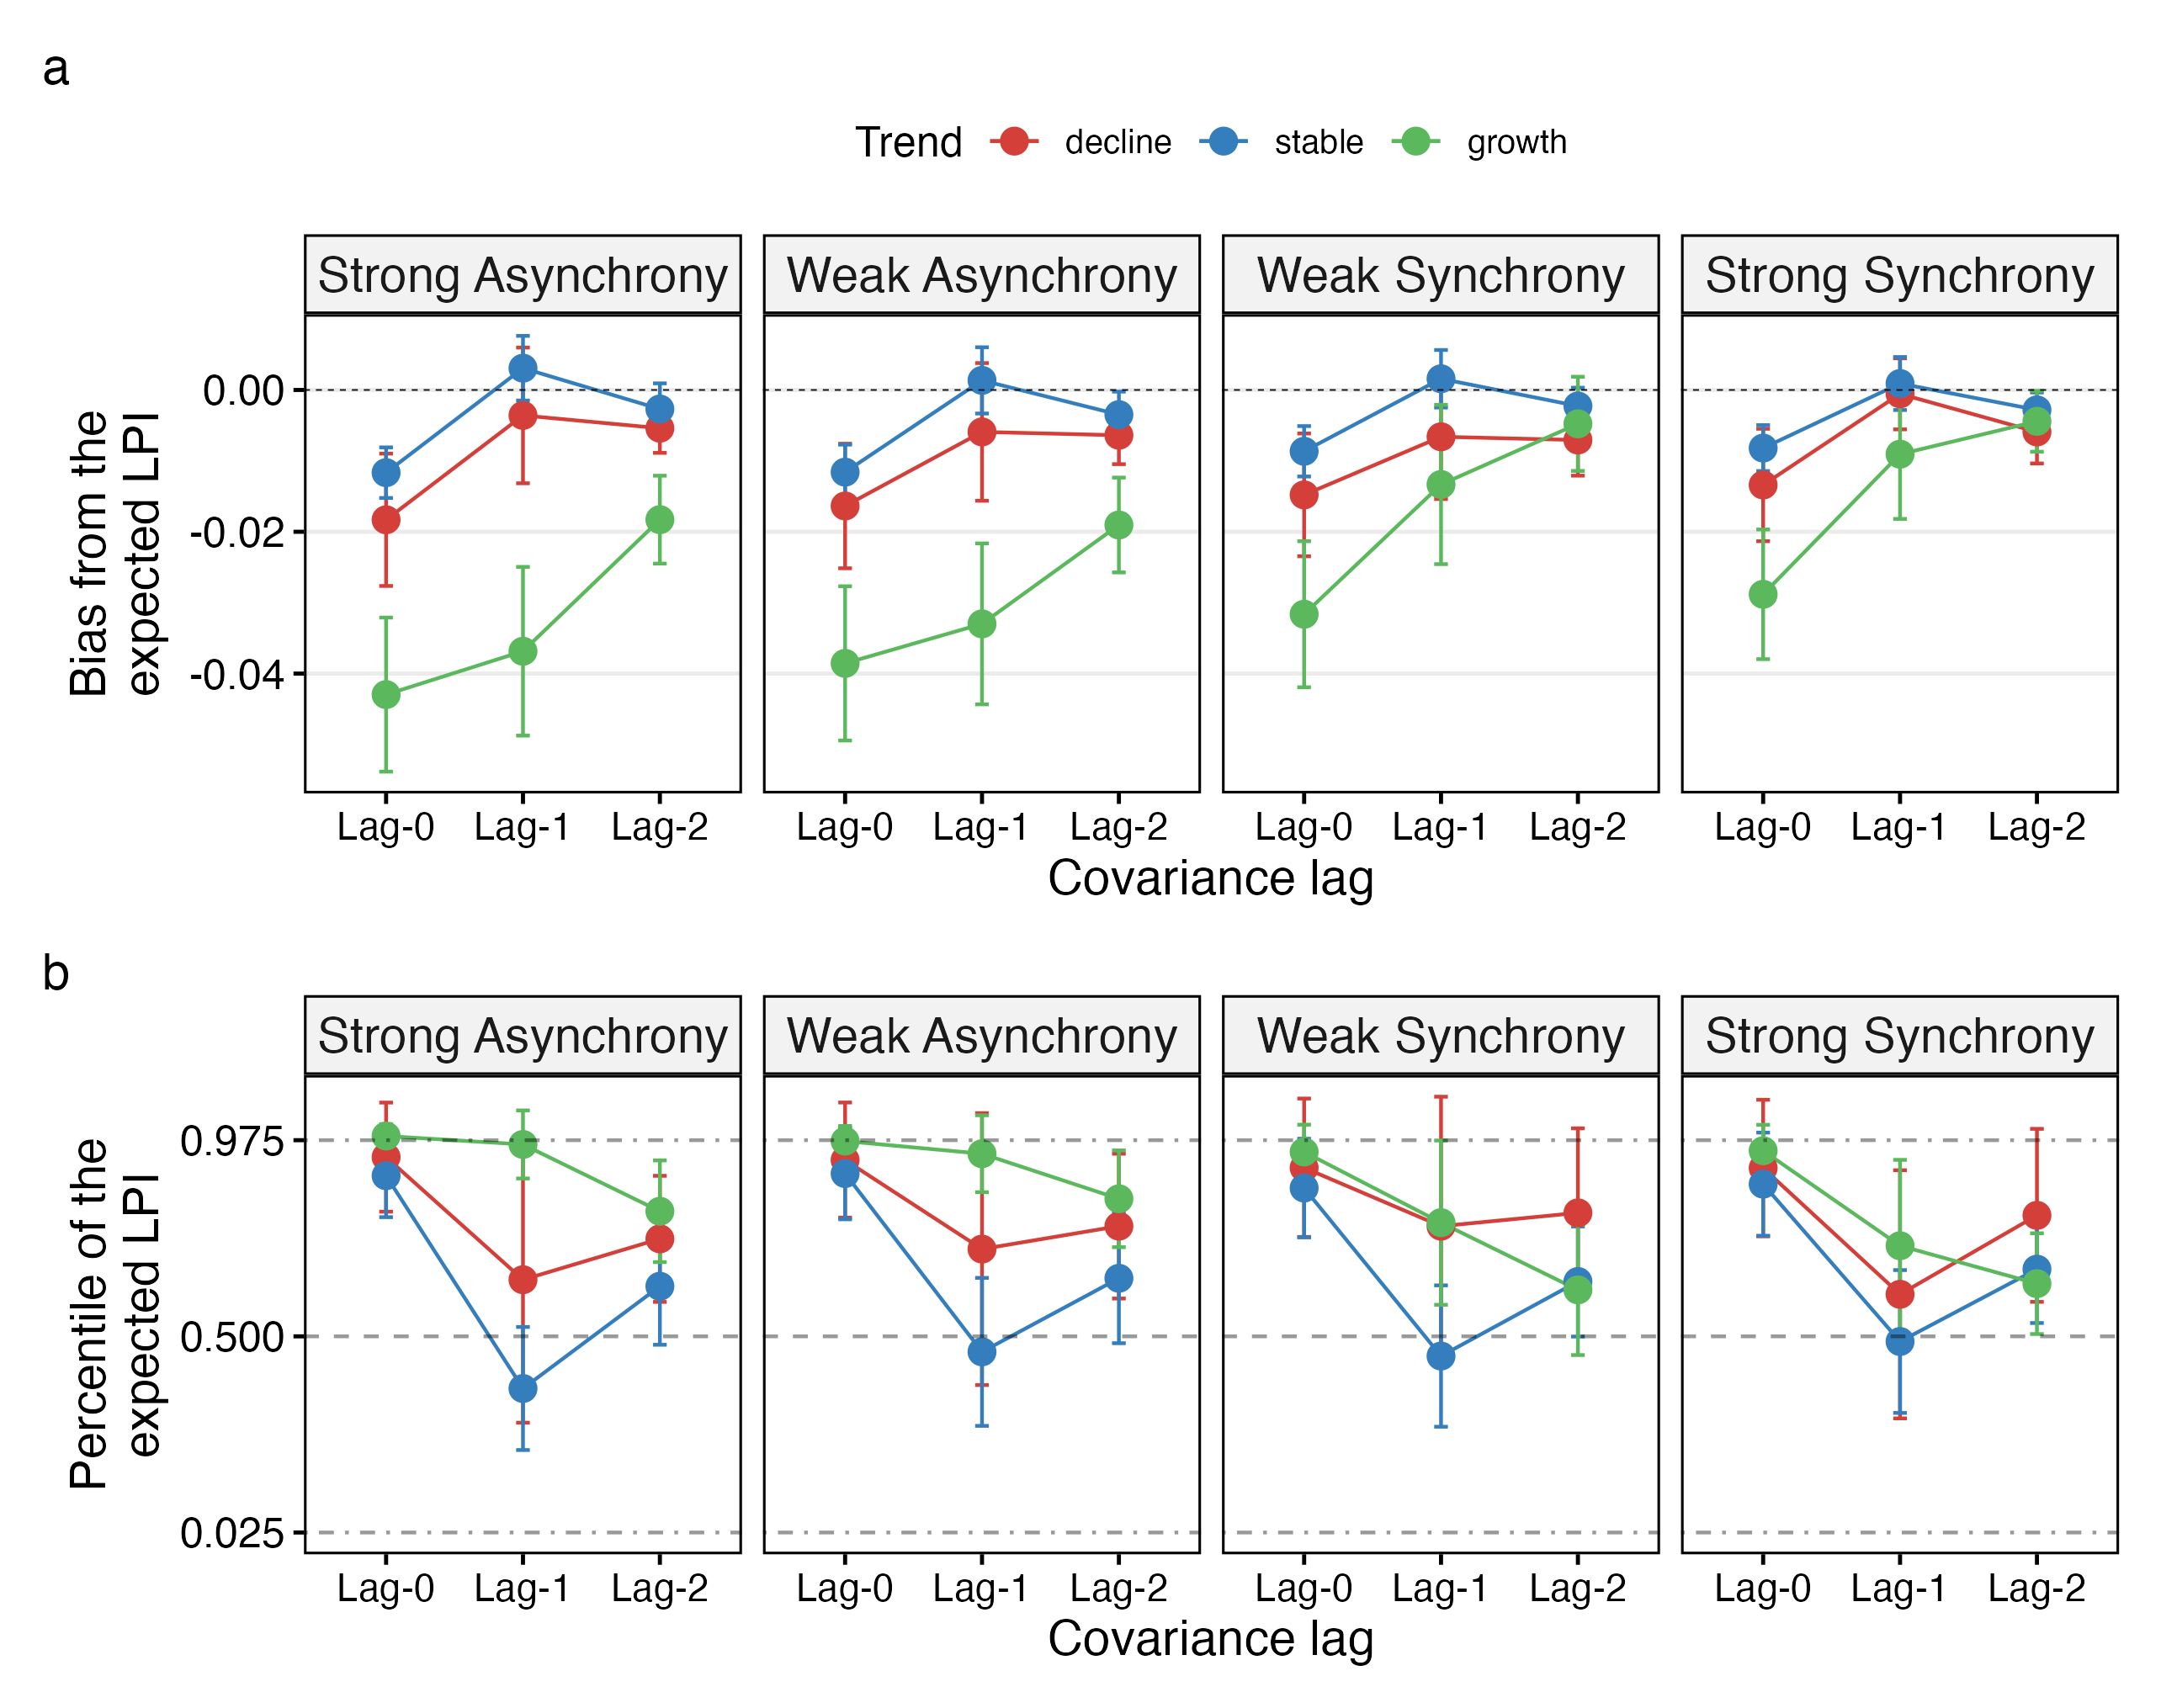 a
Trend decline stable growth
Strong Asynchrony Weak Asynchrony Weak Synchrony Strong Synchrony
Bias from the
expected LPI
0.00
-0.02
-0.04
Lag-0 Lag-1 Lag-2 Lag-0 Lag-1 Lag-2 Lag-0 Lag-1 Lag-2 Lag-0 Lag-1 Lag-2
Covariance lag
b
Strong Asynchrony Weak Asynchrony Weak Synchrony Strong Synchrony
Percentile of the
expected LPI
0.975
0.500
0.025
Lag-0 Lag-1 Lag-2 Lag-0 Lag-1 Lag-2 Lag-0 Lag-1 Lag-2 Lag-0 Lag-1 Lag-2
Covariance lag